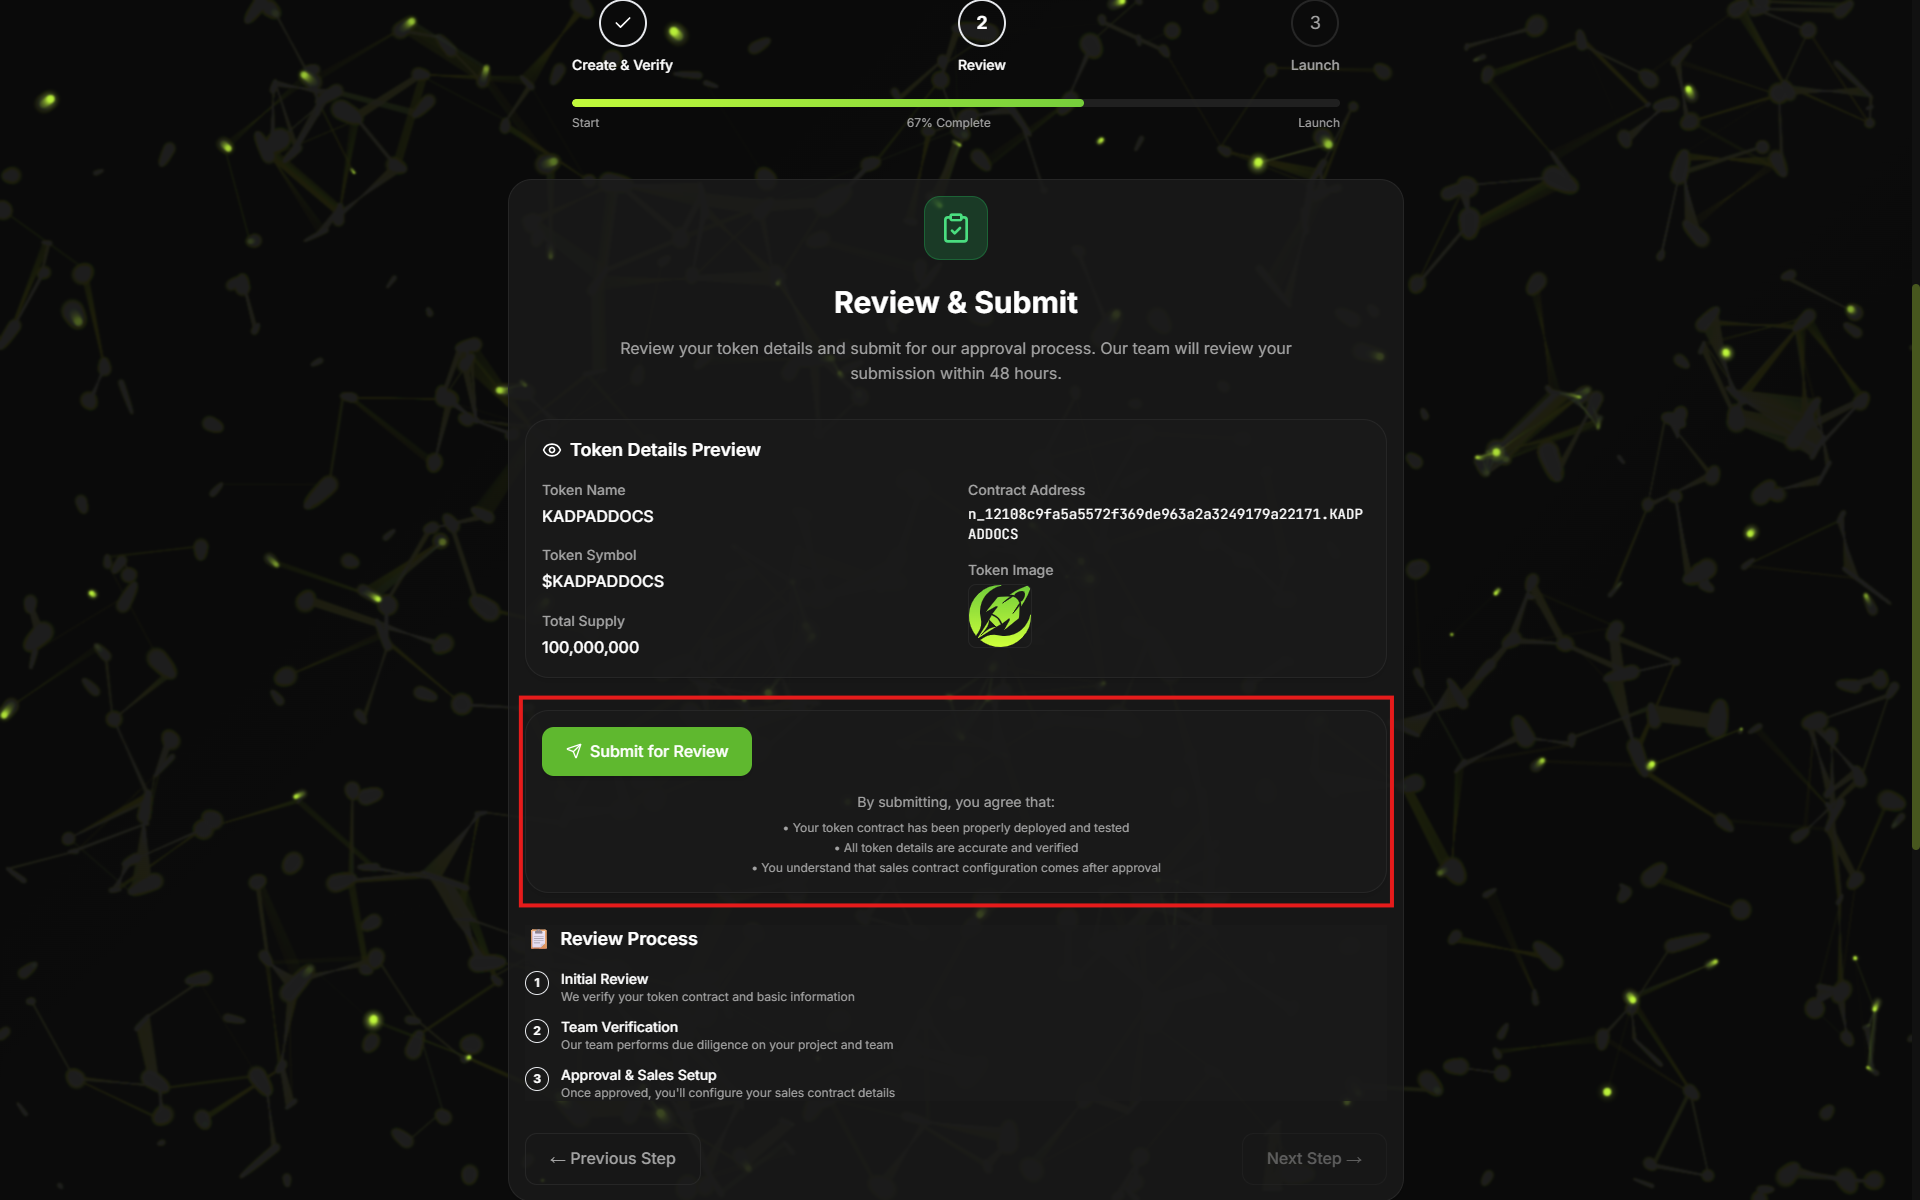 2
3
Create & Verify
Review
Launch
Start
67% Complete
Launch
Review & Submit
Review your token details and submit for our approval process. Our team will review your
submission within 48 hours.
Token Details Preview
Token Name
KADPADDOCS
Token Symbol
$KADPADDOCS
Total Supply
100,000,000
Contract Address
n_12108c9fa5a5572f369de963a2a3249179a22171.KADP
ADDOCS
Token Image
Submit for Review
By submitting, you agree that:
• Your token contract has been properly deployed and tested
• All token details are accurate and verified
• You understand that sales contract configuration comes after approval
Review Process
1
Initial Review
We verify your token contract and basic information
2
Team Verification
Our team performs due diligence on your project and team
3
Approval & Sales Setup
Once approved, you'll configure your sales contract details
← Previous Step
Next Step →